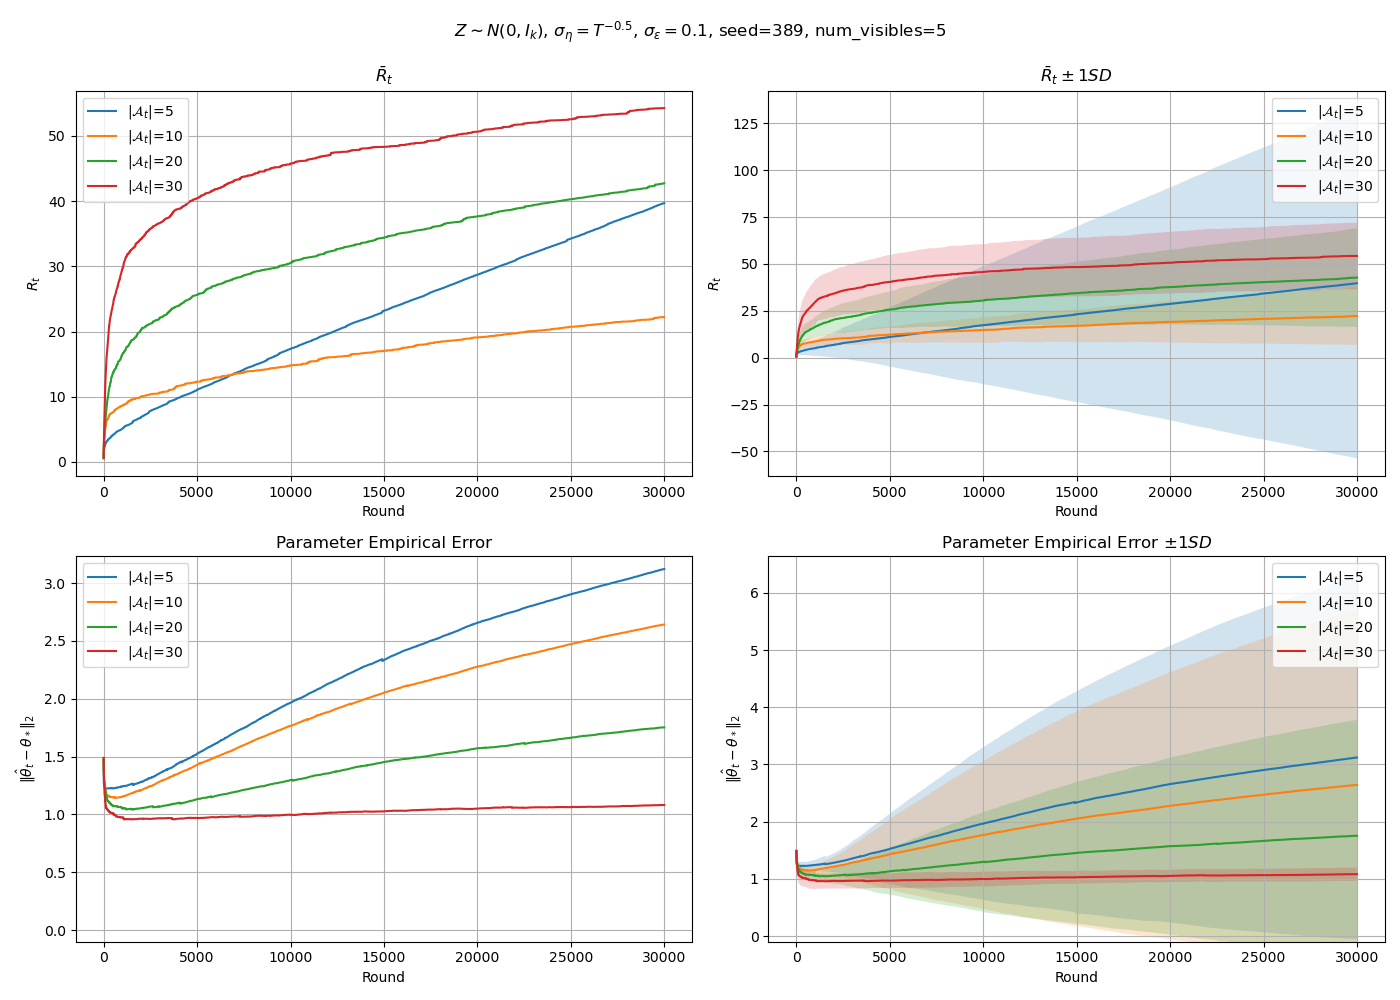 Z ∼ N(0, I_k), σ_η = T^{−0.5}, σ_ε = 0.1, seed=389, num_visibles=5
R̄_t
R_t
50
40
30
20
10
0
|𝒜_t|=5
|𝒜_t|=10
|𝒜_t|=20
|𝒜_t|=30
0 5000 10000 15000 20000 25000 30000
Round
R̄_t ± 1SD
R_t
125
100
75
50
25
0
−25
−50
|𝒜_t|=5
|𝒜_t|=10
|𝒜_t|=20
|𝒜_t|=30
0 5000 10000 15000 20000 25000 30000
Round
Parameter Empirical Error
‖θ̂_t − θ_*‖_2
3.0
2.5
2.0
1.5
1.0
0.5
0.0
|𝒜_t|=5
|𝒜_t|=10
|𝒜_t|=20
|𝒜_t|=30
0 5000 10000 15000 20000 25000 30000
Round
Parameter Empirical Error ±1SD
‖θ̂_t − θ_*‖_2
6
5
4
3
2
1
0
|𝒜_t|=5
|𝒜_t|=10
|𝒜_t|=20
|𝒜_t|=30
0 5000 10000 15000 20000 25000 30000
Round